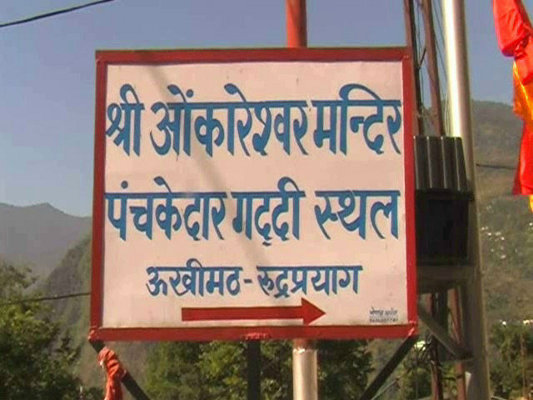 श्री ओंकारेश्वर मन्दिर
पंचकेदार गद्दी स्थल
ऊखीमठ-रुद्रप्रयाग